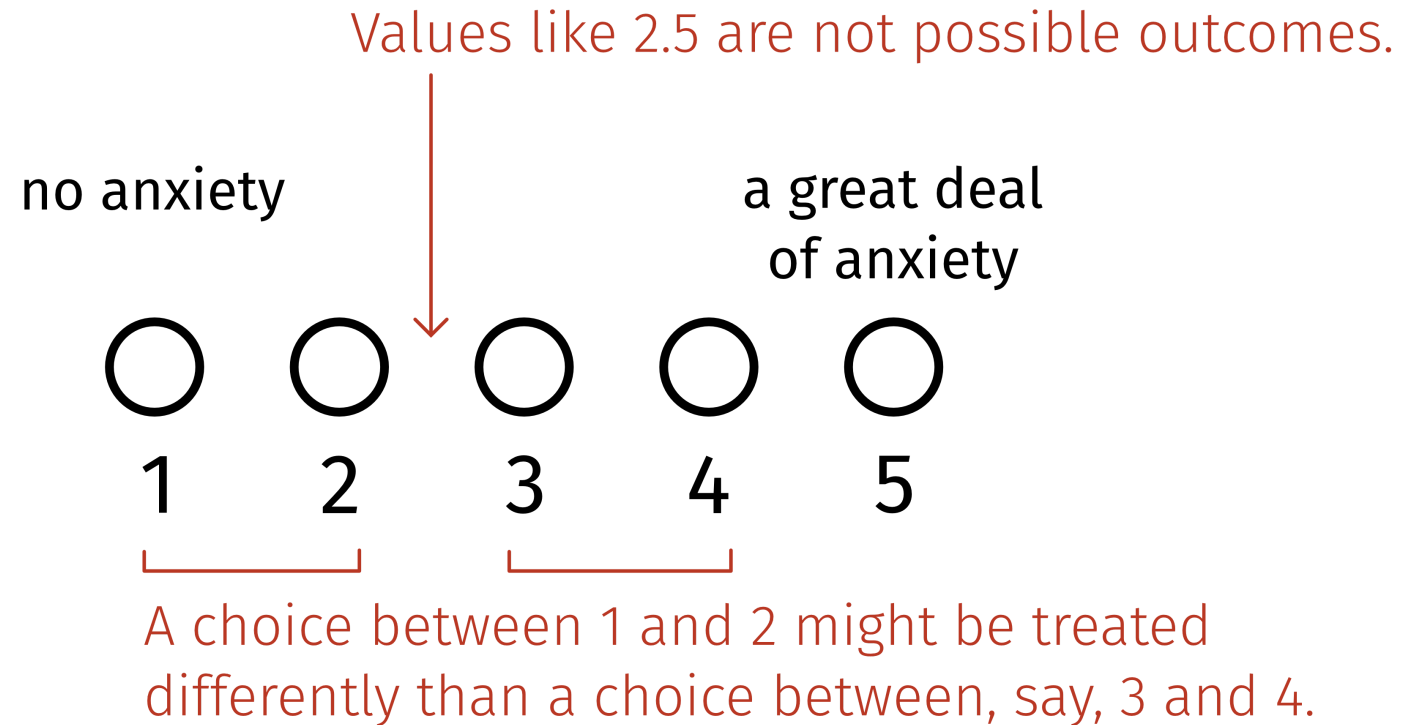 Values like 2.5 are not possible outcomes.
no anxiety
a great deal
of anxiety
1 2 3 4 5
A choice between 1 and 2 might be treated
differently than a choice between, say, 3 and 4.